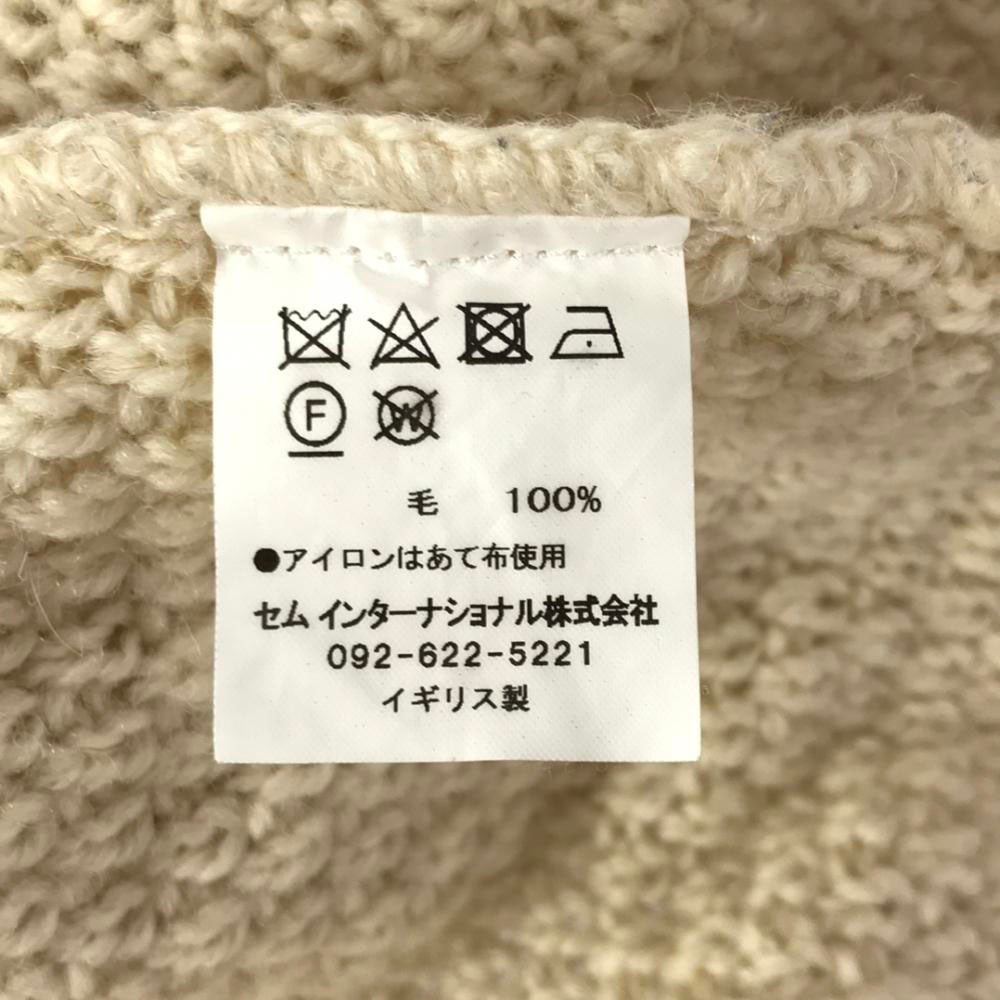 F W
毛 100%
●アイロンはあて布使用
セム インターナショナル株式会社
092-622-5221
イギリス製